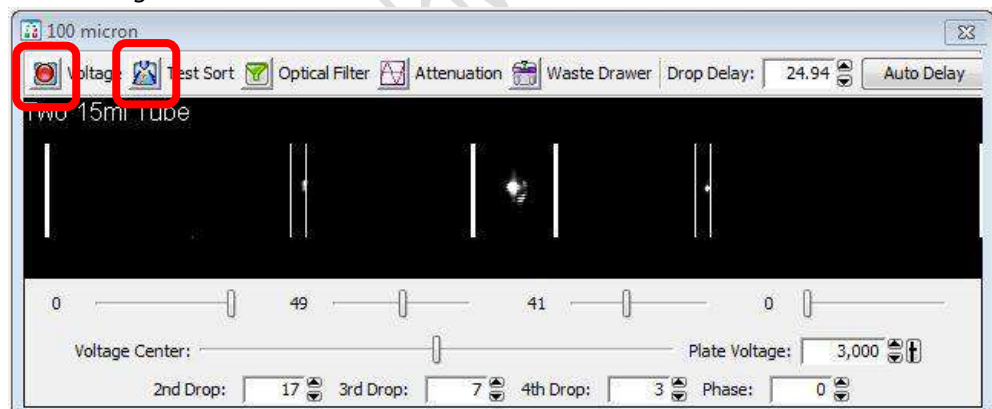 100 micron
Voltage Test Sort Optical Filter Attenuation Waste Drawer Drop Delay: 24.94 Auto Delay
Two 15ml Tube
0 49 41 0
Voltage Center: Plate Voltage: 3,000
2nd Drop: 17 3rd Drop: 7 4th Drop: 3 Phase: 0